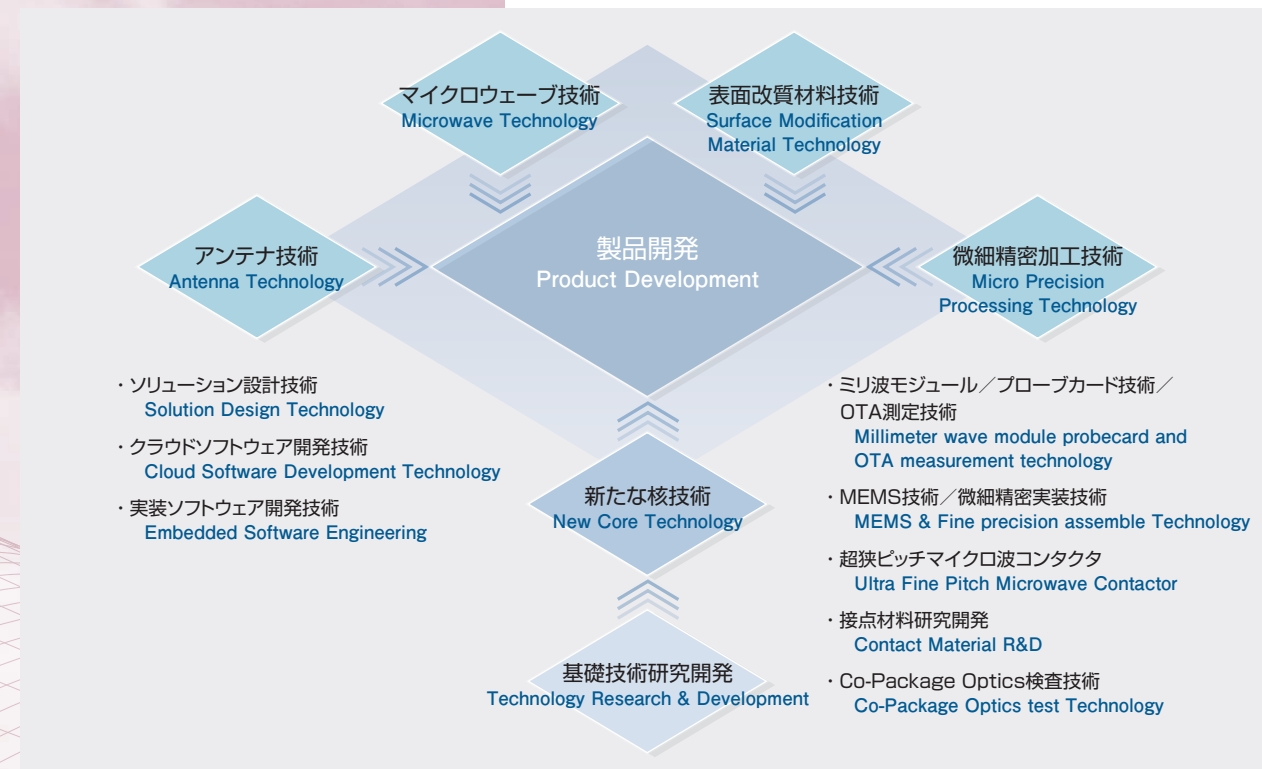 マイクロウェーブ技術
Microwave Technology
表面改質材料技術
Surface Modification
Material Technology
アンテナ技術
Antenna Technology
製品開発
Product Development
微細精密加工技術
Micro Precision
Processing Technology
・ソリューション設計技術
Solution Design Technology
・クラウドソフトウェア開発技術
Cloud Software Development Technology
・実装ソフトウェア開発技術
Embedded Software Engineering
新たな核技術
New Core Technology
基礎技術研究開発
Technology Research & Development
・ミリ波モジュール／プローブカード技術／
OTA測定技術
Millimeter wave module probecard and
OTA measurement technology
・MEMS技術／微細精密実装技術
MEMS & Fine precision assemble Technology
・超狭ピッチマイクロ波コンタクタ
Ultra Fine Pitch Microwave Contactor
・接点材料研究開発
Contact Material R&D
・Co-Package Optics検査技術
Co-Package Optics test Technology